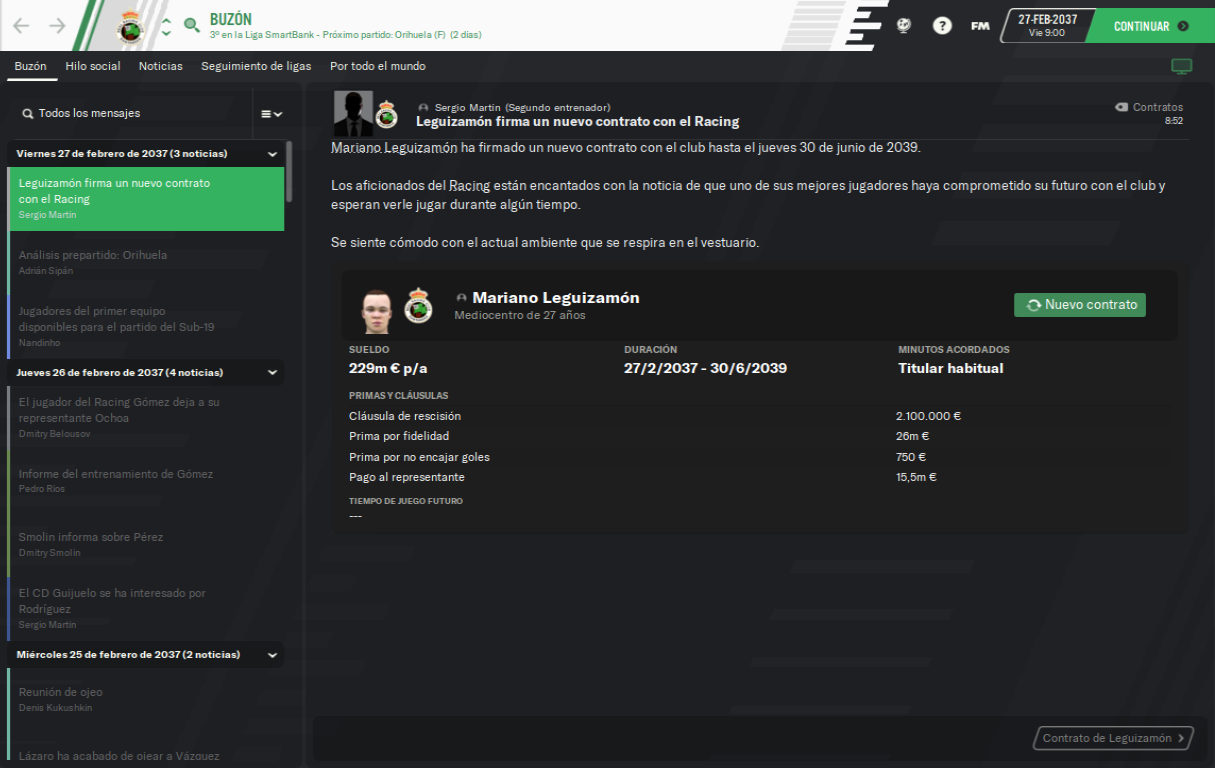 BUZÓN
3º en la Liga SmartBank - Próximo partido: Orihuela (F) (2 días)
?
FM
27-FEB-2037
Vie 9:00
CONTINUAR
Buzón
Hilo social
Noticias
Seguimiento de ligas
Por todo el mundo
Todos los mensajes
Viernes 27 de febrero de 2037 (3 noticias)
Leguizamón firma un nuevo contrato
con el Racing
Sergio Martín
Análisis prepartido: Orihuela
Adrián Sipán
Jugadores del primer equipo
disponibles para el partido del Sub-19
Nandinho
Jueves 26 de febrero de 2037 (4 noticias)
El jugador del Racing Gómez deja a su
representante Ochoa
Dmitry Belousov
Informe del entrenamiento de Gómez
Pedro Ríos
Smolin informa sobre Pérez
Dmitry Smolin
El CD Guijuelo se ha interesado por
Rodríguez
Sergio Martín
Miércoles 25 de febrero de 2037 (2 noticias)
Reunión de ojeo
Denis Kukushkin
Lázaro ha acabado de ojear a Vázquez
Sergio Martín (Segundo entrenador)
Leguizamón firma un nuevo contrato con el Racing
Contratos
8:52
Mariano Leguizamón ha firmado un nuevo contrato con el club hasta el jueves 30 de junio de 2039.
Los aficionados del Racing están encantados con la noticia de que uno de sus mejores jugadores haya comprometido su futuro con el club y
esperan verle jugar durante algún tiempo.
Se siente cómodo con el actual ambiente que se respira en el vestuario.
Mariano Leguizamón
Mediocentro de 27 años
Nuevo contrato
SUELDO
229m € p/a
DURACIÓN
27/2/2037 - 30/6/2039
MINUTOS ACORDADOS
Titular habitual
PRIMAS Y CLÁUSULAS
Cláusula de rescisión 2.100.000 €
Prima por fidelidad 26m €
Prima por no encajar goles 750 €
Pago al representante 15,5m €
TIEMPO DE JUEGO FUTURO
---
Contrato de Leguizamón